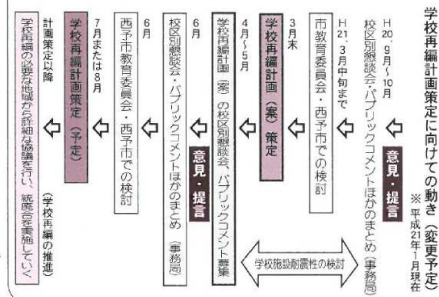 学校再編計画策定に向けての動き（変更予定）
※平成21年1月現在
H20.9月～10月
校区別懇談会・パブリックコメントほかのまとめ（事務局）
意見・提言
H21.3月中旬まで
市教育委員会・西予市での検討
3月末
学校再編計画（案）策定
4月～5月
学校再編計画（案）の校区別懇談会、パブリックコメント募集
意見・提言
6月
校区別懇談会・パブリックコメントほかのまとめ（事務局）
6月
西予市教育委員会・西予市での検討
7月または8月
学校再編計画策定（予定）
計画策定以降（学校再編の推進）
学校再編の必要な地域から詳細な協議を行い、統廃合を実施していく
学校施設耐震性の検討